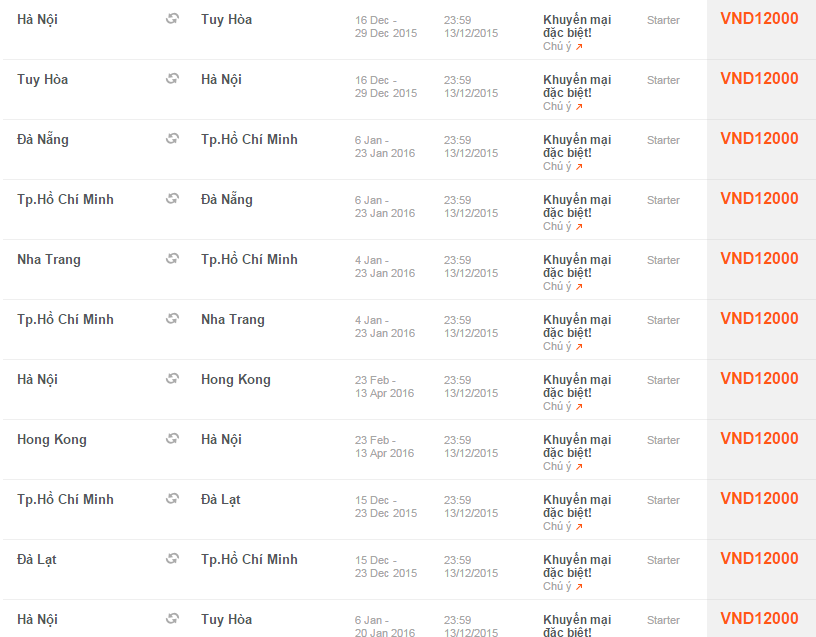 Hà Nội Tuy Hòa 16 Dec - 23:59 Khuyến mại Starter VND12000
29 Dec 2015 13/12/2015 đặc biệt!
Chú ý
Tuy Hòa Hà Nội 16 Dec - 23:59 Khuyến mại Starter VND12000
29 Dec 2015 13/12/2015 đặc biệt!
Chú ý
Đà Nẵng Tp.Hồ Chí Minh 6 Jan - 23:59 Khuyến mại Starter VND12000
23 Jan 2016 13/12/2015 đặc biệt!
Chú ý
Tp.Hồ Chí Minh Đà Nẵng 6 Jan - 23:59 Khuyến mại Starter VND12000
23 Jan 2016 13/12/2015 đặc biệt!
Chú ý
Nha Trang Tp.Hồ Chí Minh 4 Jan - 23:59 Khuyến mại Starter VND12000
23 Jan 2016 13/12/2015 đặc biệt!
Chú ý
Tp.Hồ Chí Minh Nha Trang 4 Jan - 23:59 Khuyến mại Starter VND12000
23 Jan 2016 13/12/2015 đặc biệt!
Chú ý
Hà Nội Hong Kong 23 Feb - 23:59 Khuyến mại Starter VND12000
13 Apr 2016 13/12/2015 đặc biệt!
Chú ý
Hong Kong Hà Nội 23 Feb - 23:59 Khuyến mại Starter VND12000
13 Apr 2016 13/12/2015 đặc biệt!
Chú ý
Tp.Hồ Chí Minh Đà Lạt 15 Dec - 23:59 Khuyến mại Starter VND12000
23 Dec 2015 13/12/2015 đặc biệt!
Chú ý
Đà Lạt Tp.Hồ Chí Minh 15 Dec - 23:59 Khuyến mại Starter VND12000
23 Dec 2015 13/12/2015 đặc biệt!
Chú ý
Hà Nội Tuy Hòa 6 Jan - 23:59 Khuyến mại Starter VND12000
20 Jan 2016 13/12/2015 đặc biệt!